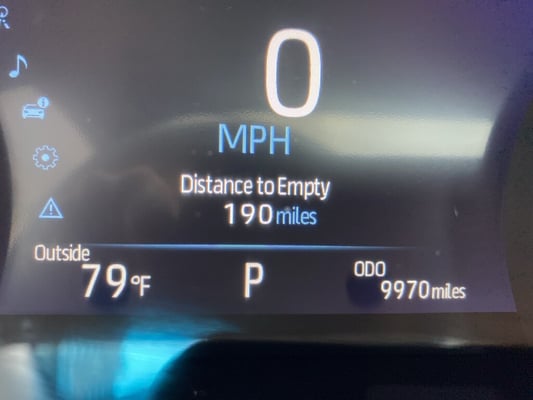 0
MPH
Distance to Empty
190 miles
Outside
79°F
P
ODO
9970 miles